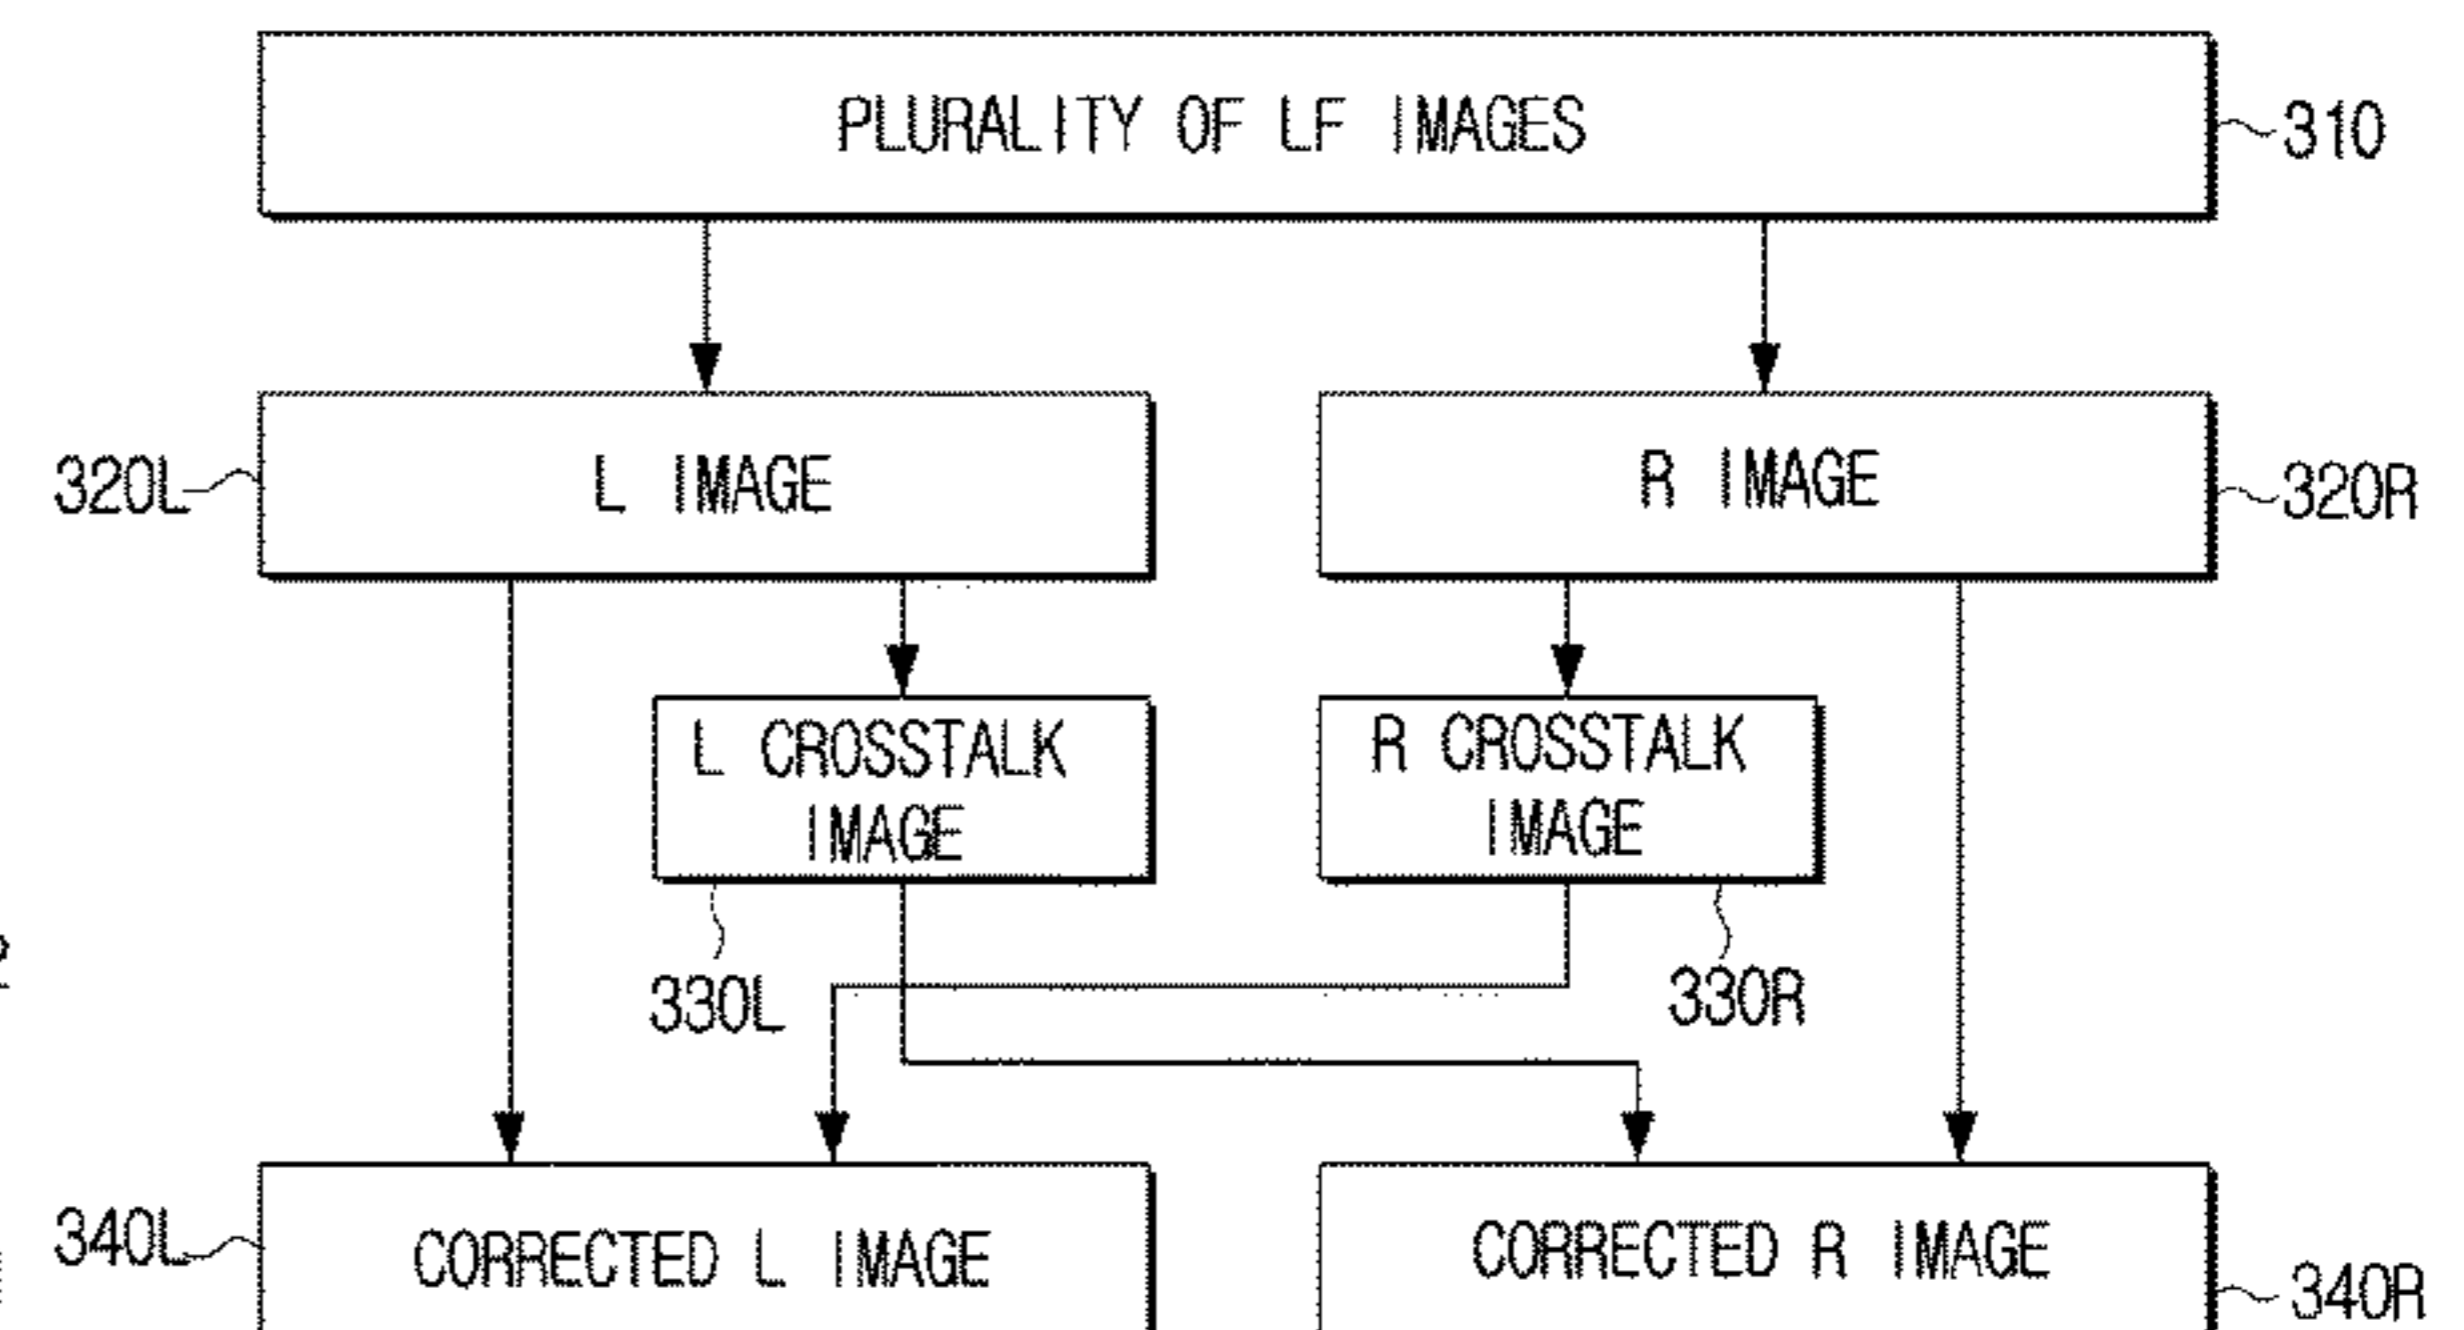 PLURALITY OF LF IMAGES
310
320L
L IMAGE
R IMAGE
320R
L CROSSTALK
IMAGE
R CROSSTALK
IMAGE
330L
330R
340L
CORRECTED L IMAGE
CORRECTED R IMAGE
340R